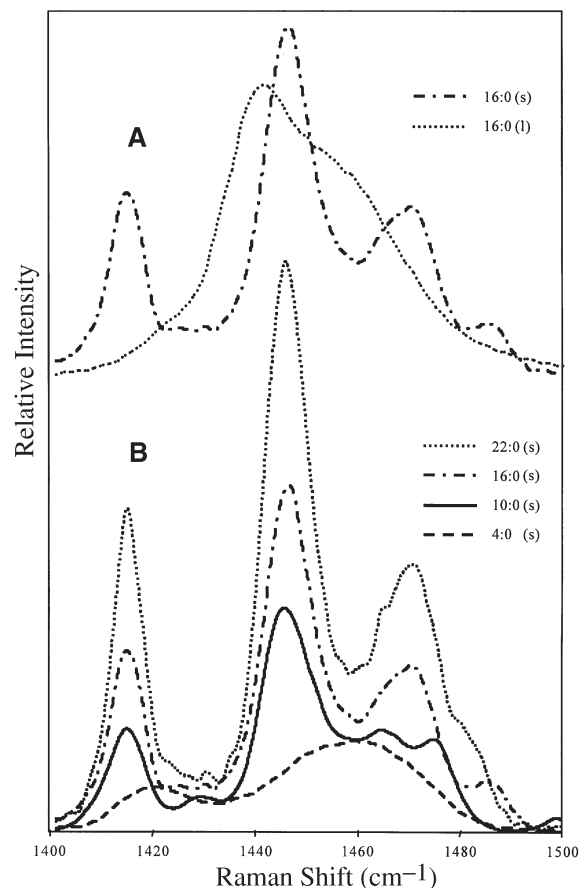 A
16:0 (s)
16:0 (l)
Relative Intensity
B
22:0 (s)
16:0 (s)
10:0 (s)
4:0 (s)
1400 1420 1440 1460 1480 1500
Raman Shift (cm–1)